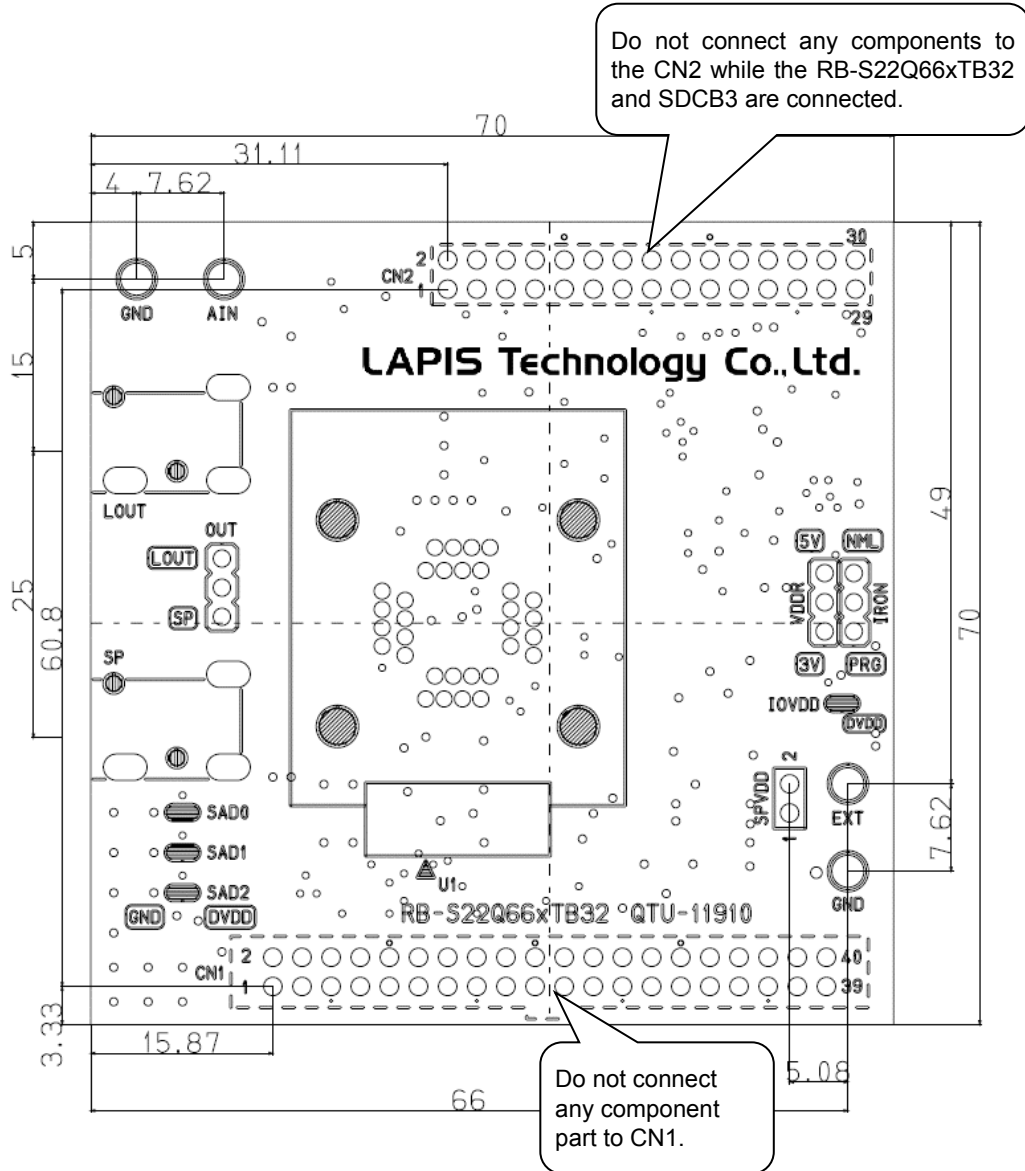 Do not connect any components to
the CN2 while the RB-S22Q66xTB32
and SDCB3 are connected.
70
31.11
4
7.62
5
2
30
CN2
1
29
GND
AIN
LAPIS Technology Co.,Ltd.
15
LOUT
OUT
LOUT
SP
25
60.8
49
70
5V
NML
VDDR
IRON
3V
PRG
SP
IOVDD
DVDD
2
SPVDD
1
EXT
7.62
GND
SAD0
SAD1
SAD2
GND
DVDD
U1
RB-S22Q66xTB32 QTU-11910
2
40
CN1
1
39
3.33
15.87
5.08
66
Do not connect
any component
part to CN1.